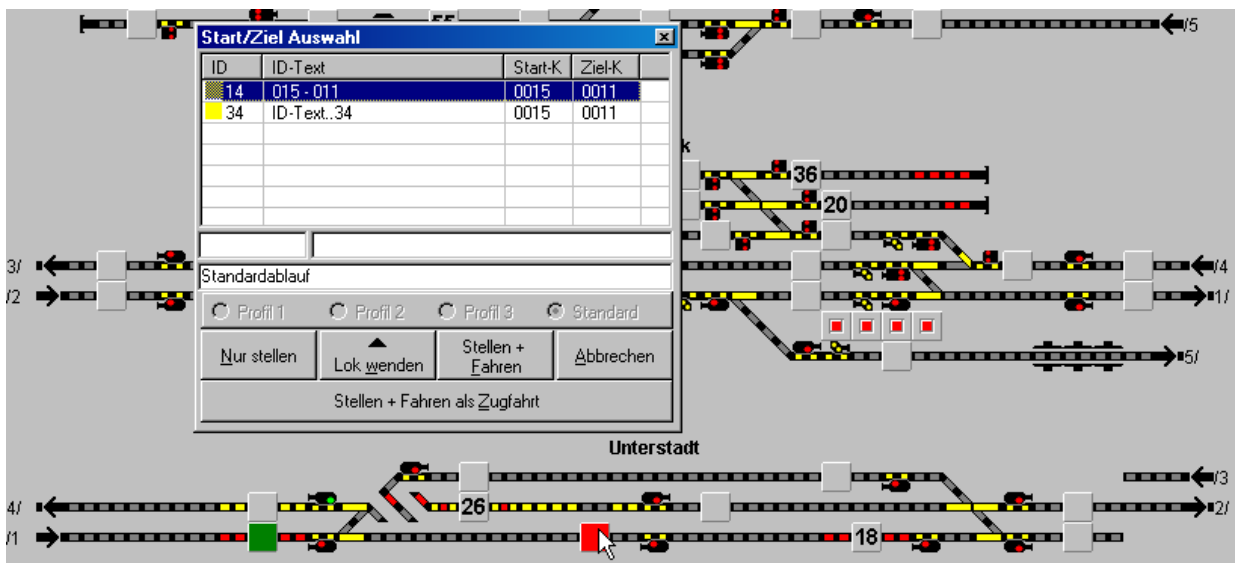 /5
Start/Ziel Auswahl
ID ID-Text Start-K Ziel-K
14 015 - 011 0015 0011
34 ID-Text..34 0015 0011
k
36
20
3/
/4
/2
1/
Standardablauf
Profil 1 Profil 2 Profil 3 Standard
Nur stellen Lok wenden Stellen + Fahren Abbrechen
5/
Stellen + Fahren als Zugfahrt
Unterstadt
/3
4/ 26 2/
/1 18